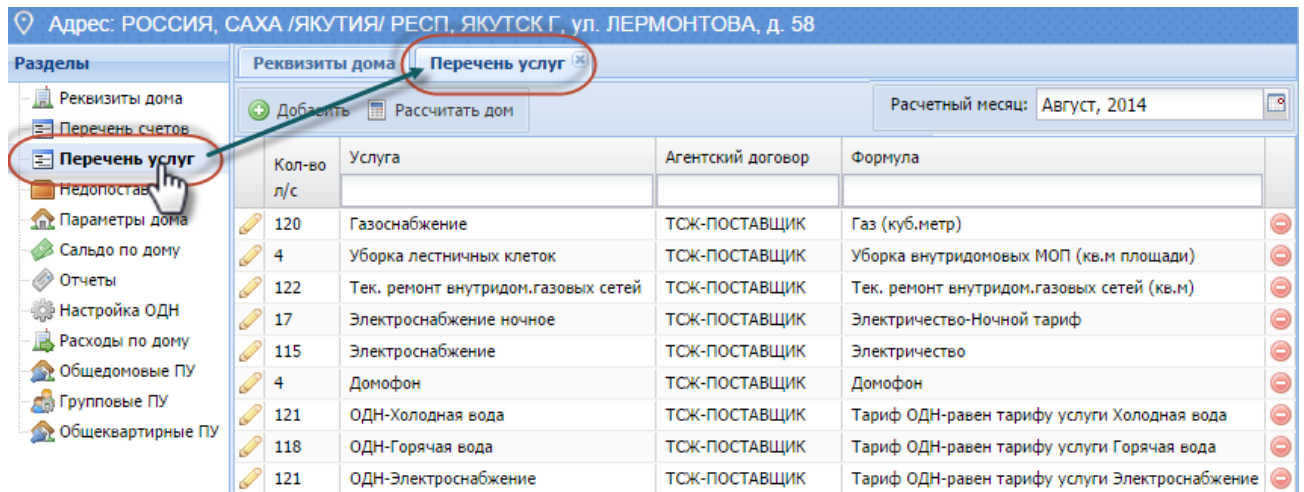 Адрес: РОССИЯ, САХА /ЯКУТИЯ/ РЕСП, ЯКУТСК Г, ул. ЛЕРМОНТОВА, д. 58
Разделы
Реквизиты дома
Перечень счетов
Перечень услуг
Недопостав
Параметры дома
Сальдо по дому
Отчеты
Настройка ОДН
Расходы по дому
Общедомовые ПУ
Групповые ПУ
Общеквартирные ПУ
Реквизиты дома Перечень услуг
Добавить Рассчитать дом Расчетный месяц: Август, 2014
Кол-во л/с Услуга Агентский договор Формула
120 Газоснабжение ТСЖ-ПОСТАВЩИК Газ (куб.метр)
4 Уборка лестничных клеток ТСЖ-ПОСТАВЩИК Уборка внутридомовых МОП (кв.м площади)
122 Тек. ремонт внутридом.газовых сетей ТСЖ-ПОСТАВЩИК Тек. ремонт внутридом.газовых сетей (кв.м)
17 Электроснабжение ночное ТСЖ-ПОСТАВЩИК Электричество-Ночной тариф
115 Электроснабжение ТСЖ-ПОСТАВЩИК Электричество
4 Домофон ТСЖ-ПОСТАВЩИК Домофон
121 ОДН-Холодная вода ТСЖ-ПОСТАВЩИК Тариф ОДН-равен тарифу услуги Холодная вода
118 ОДН-Горячая вода ТСЖ-ПОСТАВЩИК Тариф ОДН-равен тарифу услуги Горячая вода
121 ОДН-Электроснабжение ТСЖ-ПОСТАВЩИК Тариф ОДН-равен тарифу услуги Электроснабжение